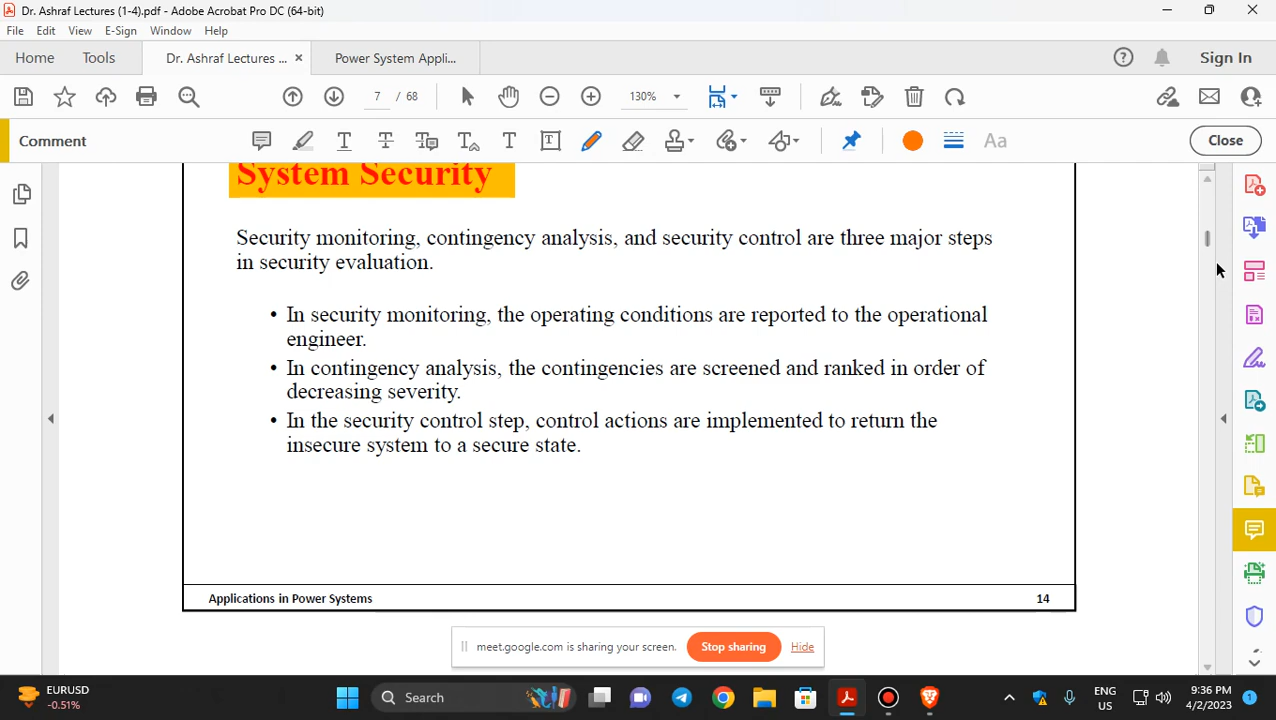 Dr. Ashraf Lectures (1-4).pdf - Adobe Acrobat Pro DC (64-bit)
File Edit View E-Sign Window Help
Home Tools Dr. Ashraf Lectures ... × Power System Appli... Sign In
7 / 68 130%
Comment Close
System Security
Security monitoring, contingency analysis, and security control are three major steps
in security evaluation.
• In security monitoring, the operating conditions are reported to the operational
engineer.
• In contingency analysis, the contingencies are screened and ranked in order of
decreasing severity.
• In the security control step, control actions are implemented to return the
insecure system to a secure state.
Applications in Power Systems 14
meet.google.com is sharing your screen. Stop sharing Hide
EURUSD
-0.51%
Search
ENG
US
9:36 PM
4/2/2023
1